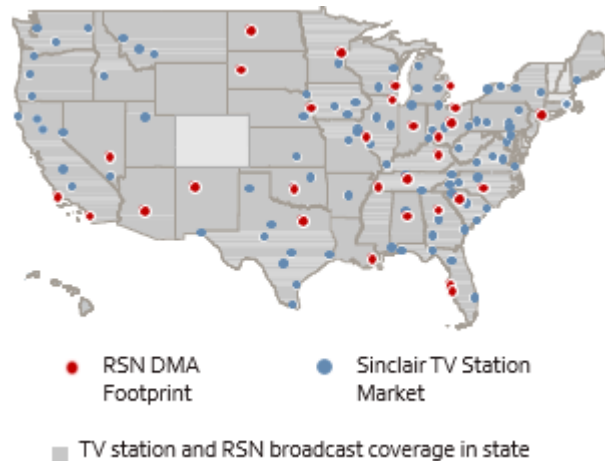 RSN DMA
Footprint
Sinclair TV Station
Market
TV station and RSN broadcast coverage in state